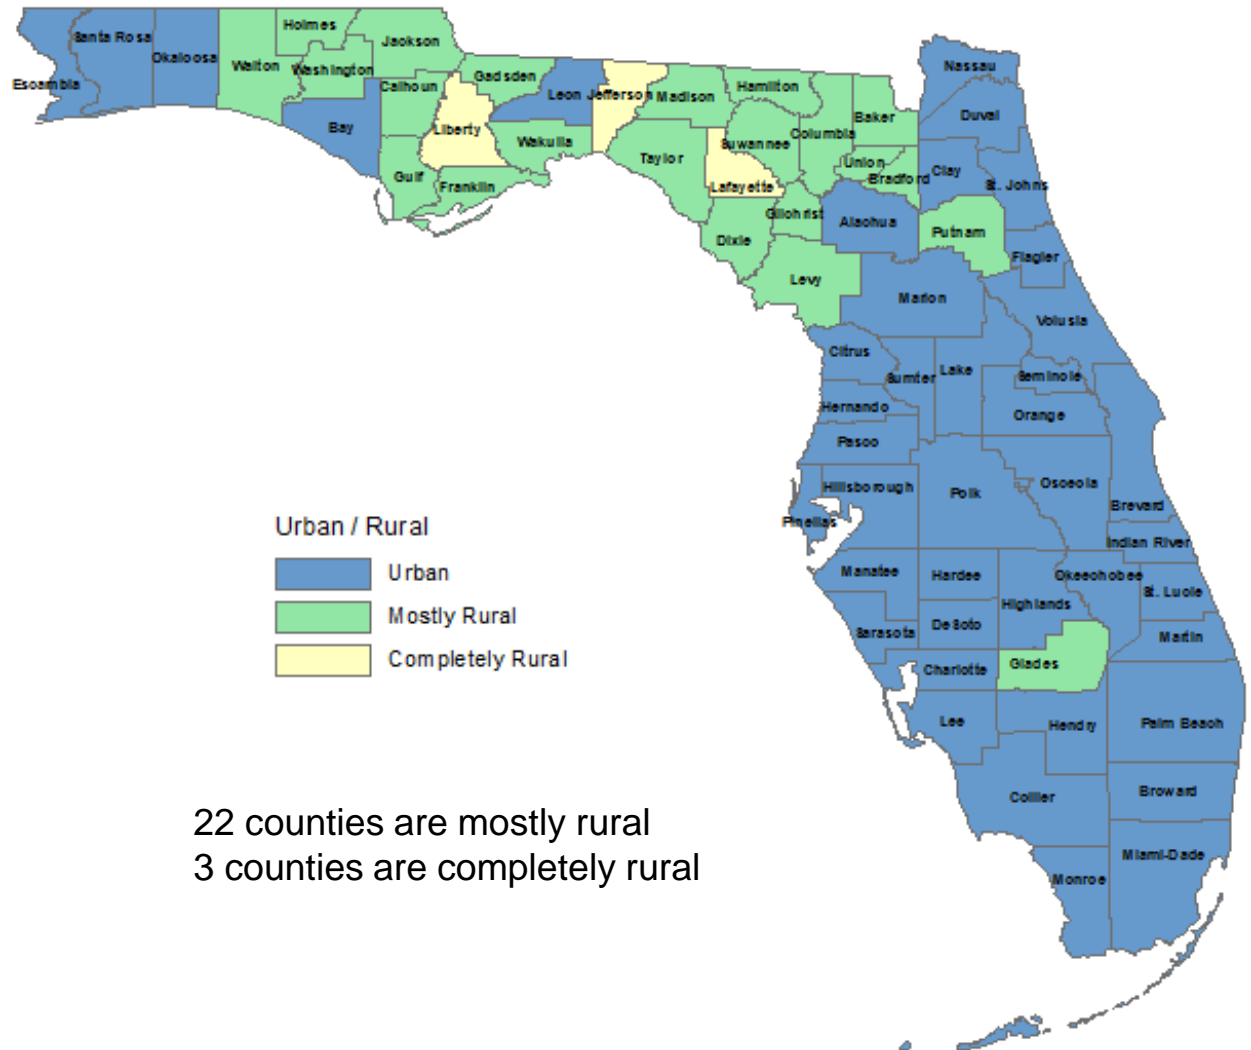 Holmes
Santa Rosa
Jackson
Okaloosa
Walton
Washington
Escambia
Calhoun
Gadsden
Leon
Jefferson
Madison
Hamilton
Nassau
Bay
Liberty
Wakulla
Taylor
Suwannee
Columbia
Baker
Duval
Gulf
Franklin
Lafayette
Union
Bradford
Clay
St. Johns
Gilchrist
Alachua
Putnam
Dixie
Flagler
Levy
Marion
Volusia
Citrus
Sumter
Lake
Seminole
Hernando
Orange
Pasco
Hillsborough
Polk
Osceola
Brevard
Pinellas
Indian River
Urban / Rural
Urban
Mostly Rural
Completely Rural
Manatee
Hardee
Okeechobee
Highlands
St. Lucie
Sarasota
DeSoto
Martin
Charlotte
Glades
Lee
Hendry
Palm Beach
Collier
Broward
Miami-Dade
Monroe
22 counties are mostly rural
3 counties are completely rural